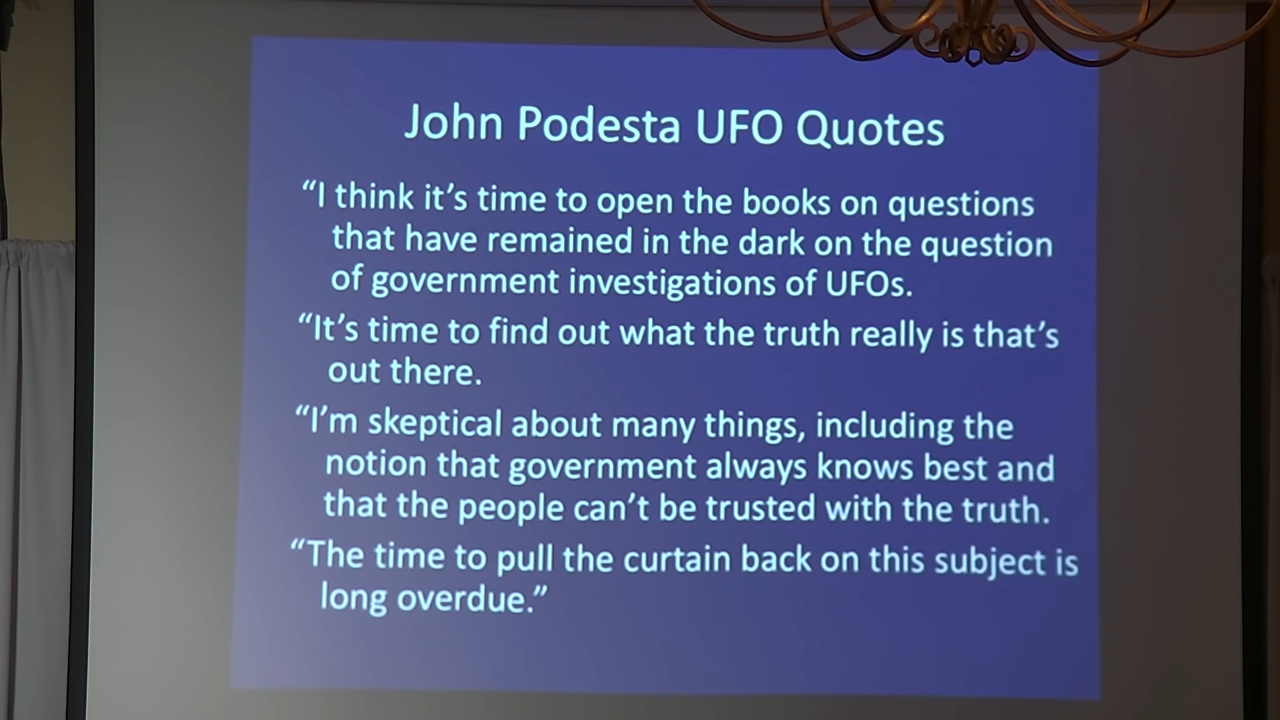 John Podesta UFO Quotes
“I think it’s time to open the books on questions
that have remained in the dark on the question
of government investigations of UFOs.
“It’s time to find out what the truth really is that’s
out there.
“I’m skeptical about many things, including the
notion that government always knows best and
that the people can’t be trusted with the truth.
“The time to pull the curtain back on this subject is
long overdue.”